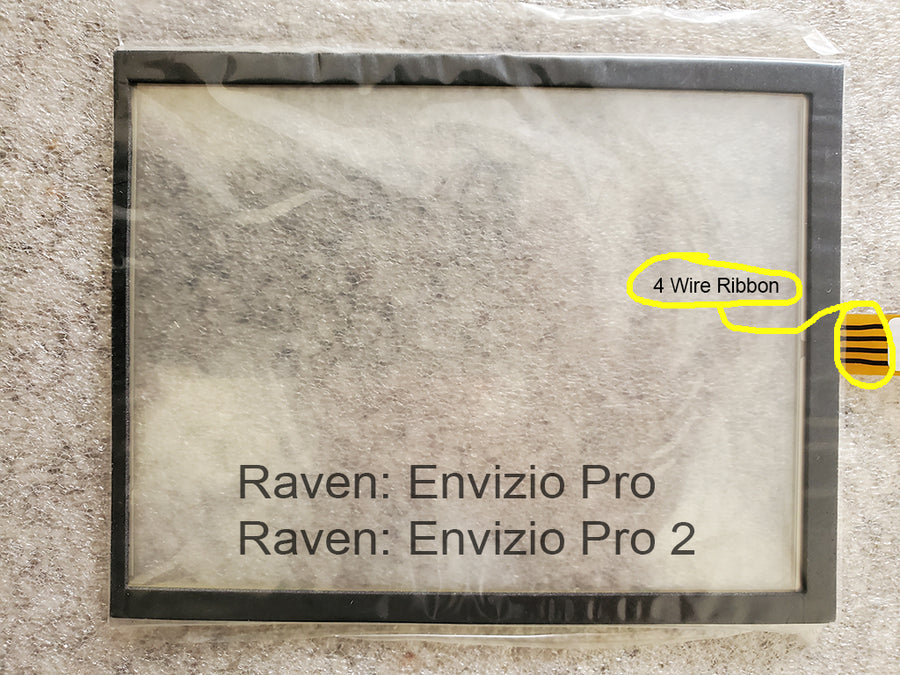 4 Wire Ribbon
Raven: Envizio Pro
Raven: Envizio Pro 2